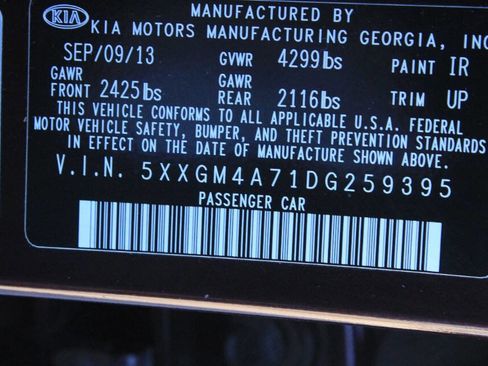 MANUFACTURED BY
KIA KIA MOTORS MANUFACTURING GEORGIA, INC
SEP/09/13 GVWR 4299lbs PAINT IR
GAWR FRONT 2425lbs GAWR REAR 2116lbs TRIM UP
THIS VEHICLE CONFORMS TO ALL APPLICABLE U.S.A. FEDERAL
MOTOR VEHICLE SAFETY, BUMPER, AND THEFT PREVENTION STANDARDS
IN EFFECT ON THE DATE OF MANUFACTURE SHOWN ABOVE.
V.I.N. 5XXGM4A71DG259395
PASSENGER CAR